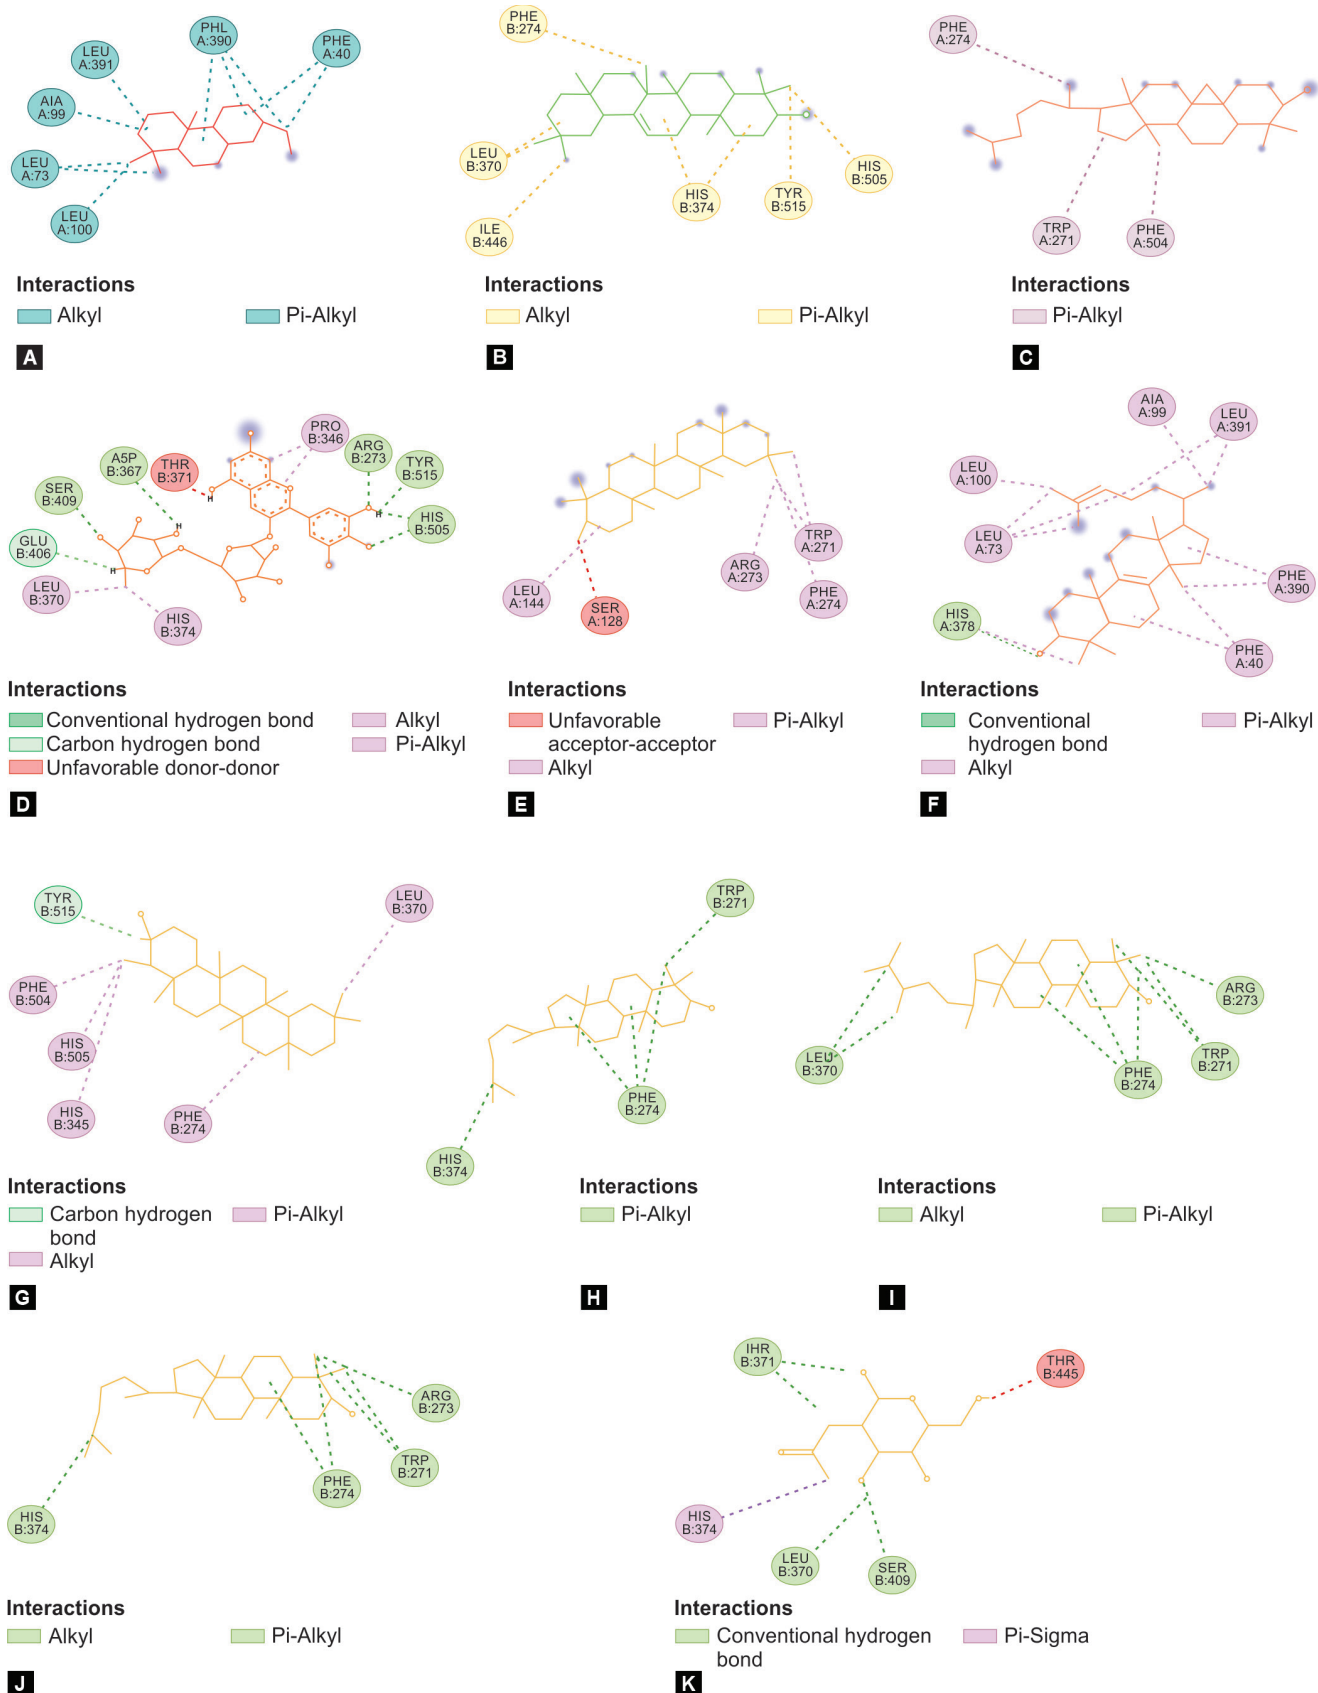 PHE
B:274
PHL
A:390
PHE
A:40
LEU
A:391
AIA
A:99
LEU
A:73
LEU
A:100
LEU
B:370
ILE
B:446
HIS
B:374
TYR
B:515
HIS
B:505
PHE
A:274
TRP
A:271
PHE
A:504
Interactions
Alkyl
Pi-Alkyl
A
Interactions
Alkyl
Pi-Alkyl
B
Interactions
Pi-Alkyl
C
PRO
B:346
ARG
B:273
TYR
B:515
A5P
B:367
THR
B:371
SER
B:409
HIS
B:505
GLU
B:406
LEU
B:370
HIS
B:374
H
H
H
H
Interactions
Conventional hydrogen bond
Alkyl
Carbon hydrogen bond
Pi-Alkyl
Unfavorable donor-donor
D
TRP
A:271
ARG
A:273
PHE
A:274
LEU
A:144
SER
A:128
Interactions
Unfavorable
acceptor-acceptor
Pi-Alkyl
Alkyl
E
AIA
A:99
LEU
A:391
LEU
A:100
LEU
A:73
PHE
A:390
HIS
A:378
PHE
A:40
Interactions
Conventional
hydrogen bond
Pi-Alkyl
Alkyl
F
TYR
B:515
LEU
B:370
PHE
B:504
HIS
B:505
HIS
B:345
PHE
B:274
Interactions
Carbon hydrogen
bond
Pi-Alkyl
Alkyl
G
TRP
B:271
PHE
B:274
HIS
B:374
Interactions
Pi-Alkyl
H
ARG
B:273
LEU
B:370
TRP
B:271
PHE
B:274
Interactions
Alkyl
Pi-Alkyl
I
ARG
B:273
TRP
B:271
PHE
B:274
HIS
B:374
Interactions
Alkyl
Pi-Alkyl
J
IHR
B:371
THR
B:445
HIS
B:374
LEU
B:370
SER
B:409
Interactions
Conventional hydrogen
bond
Pi-Sigma
K